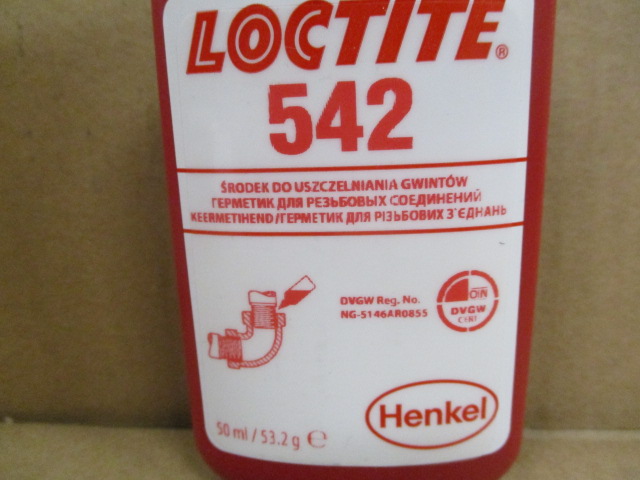 LOCTITE®
542
ŚRODEK DO USZCZELNIANIA GWINTÓW
ГЕРМЕТИК ДЛЯ РЕЗЬБОВЫХ СОЕДИНЕНИЙ
KEERMETIHEND/ГЕРМЕТИК ДЛЯ РІЗЬБОВИХ З'ЄДНАНЬ
DVGW Reg. No.
NG-5146AR0855
DIN
DVGW
CERT
Henkel
50 ml / 53.2 g ℮